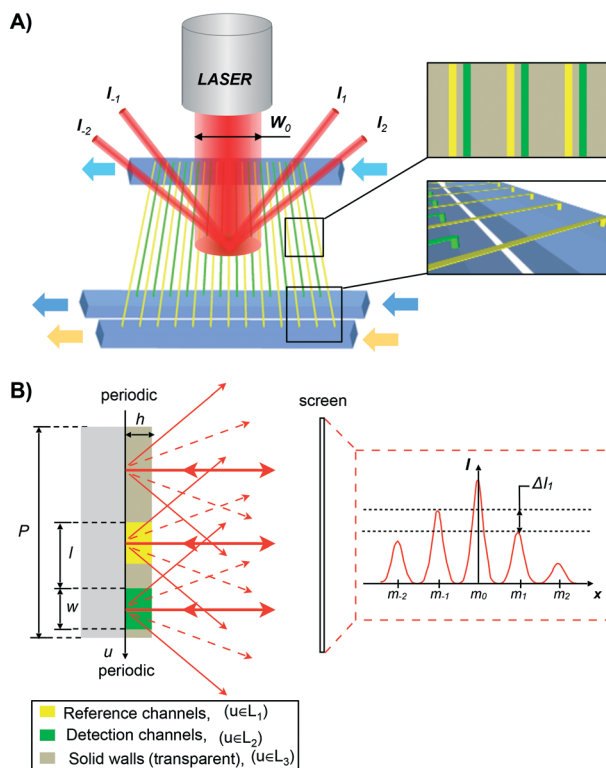 A)
LASER
I-1
I-2
W0
I1
I2
B)
periodic
h
P
l
w
u
periodic
screen
I
ΔI1
m-2
m-1
m0
m1
m2
x
Reference channels, (u∈L1)
Detection channels, (u∈L2)
Solid walls (transparent), (u∈L3)